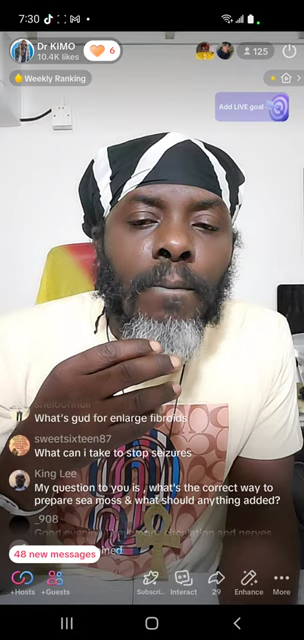 7:30
Dr KIMO
10.4K likes
6
125
Weekly Ranking
Add LIVE goal
What's gud for enlarge fibroids
sweetsixteen87
What can i take to stop seizures
King Lee
My question to you is , what's the correct way to
prepare sea moss & what should anything added?
_908
48 new messages
+Hosts
+Guests
Subscri...
Interact
29
Enhance
More